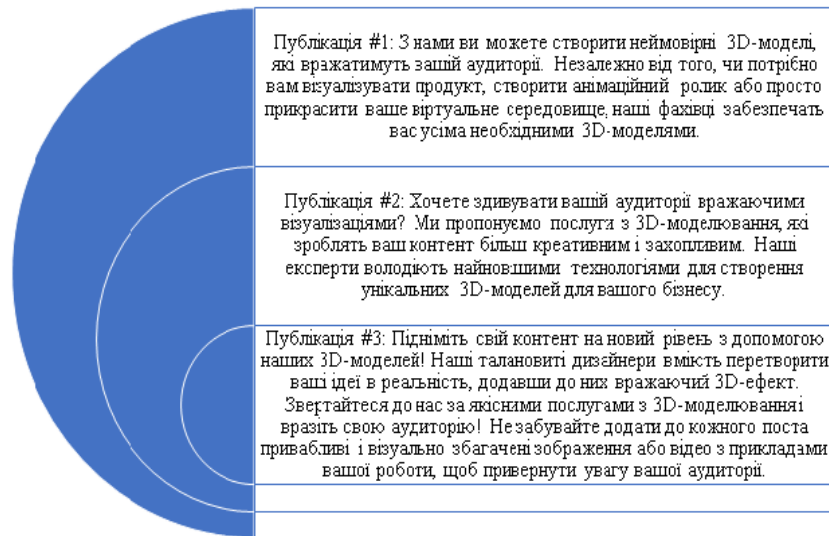 Публікація #1: З нами ви можете створити неймовірні 3D-моделі,
які вражатимуть вашій аудиторії. Незалежно від того, чи потрібно
вам візуалізувати продукт, створити анімаційний ролик або просто
прикрасити ваше віртуальне середовище, наші фахівці забезпечать
вас усіма необхідними 3D-моделями.
Публікація #2: Хочете здивувати вашій аудиторії вражаючими
візуалізаціями? Ми пропонуємо послуги з 3D-моделювання, які
зроблять ваш контент більш креативним і захопливим. Наші
експерти володіють найновшими технологіями для створення
унікальних 3D-моделей для вашого бізнесу.
Публікація #3: Підніміть свій контент на новий рівень з допомогою
наших 3D-моделей! Наші талановиті дизайнери вміють перетворити
ваші ідеї в реальність, додавши до них вражаючий 3D-ефект.
Звертайтеся до нас за якісними послугами з 3D-моделювання і
вразіть свою аудиторію! Не забувайте додати до кожного поста
привабливі і візуально збагачені зображення або відео з прикладами
вашої роботи, щоб привернути увагу вашої аудиторії.